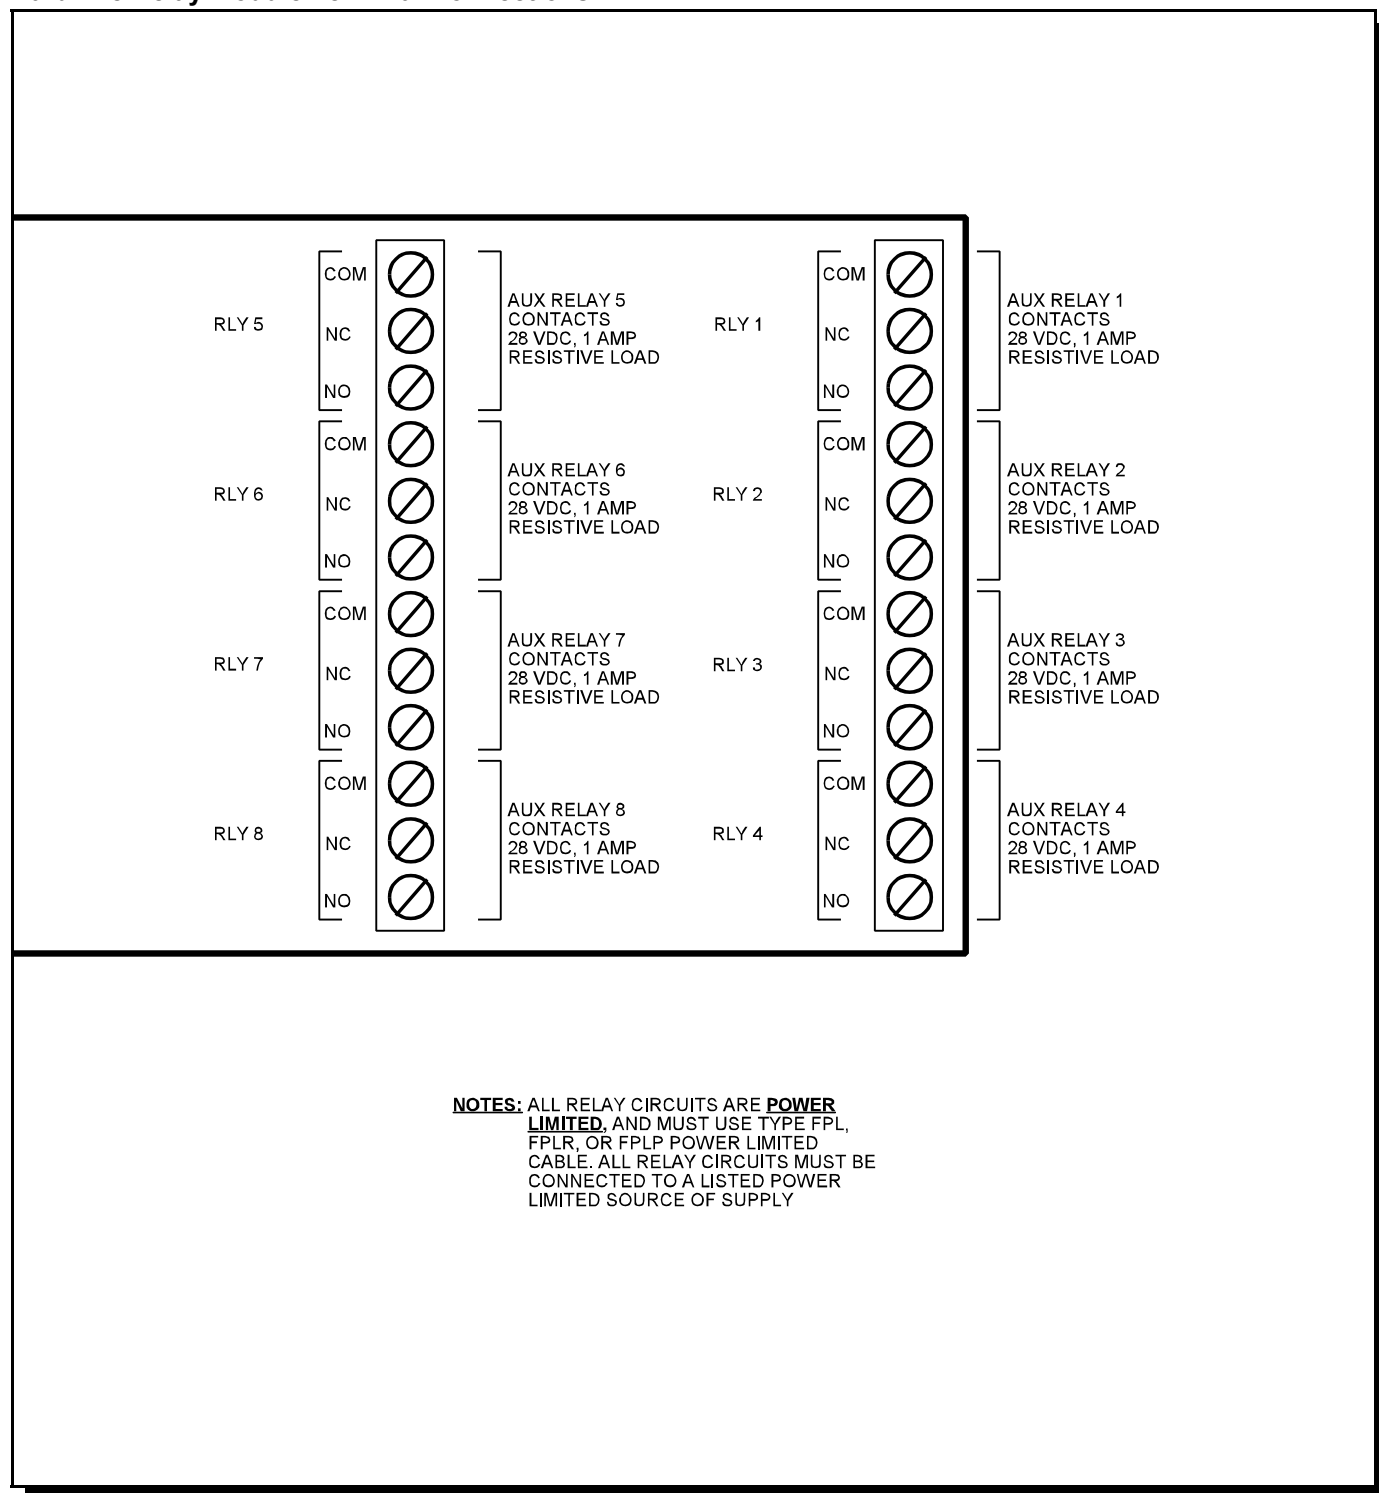 RLY 5
COM
NC
NO
AUX RELAY 5
CONTACTS
28 VDC, 1 AMP
RESISTIVE LOAD
RLY 6
COM
NC
NO
AUX RELAY 6
CONTACTS
28 VDC, 1 AMP
RESISTIVE LOAD
RLY 7
COM
NC
NO
AUX RELAY 7
CONTACTS
28 VDC, 1 AMP
RESISTIVE LOAD
RLY 8
COM
NC
NO
AUX RELAY 8
CONTACTS
28 VDC, 1 AMP
RESISTIVE LOAD
RLY 1
COM
NC
NO
AUX RELAY 1
CONTACTS
28 VDC, 1 AMP
RESISTIVE LOAD
RLY 2
COM
NC
NO
AUX RELAY 2
CONTACTS
28 VDC, 1 AMP
RESISTIVE LOAD
RLY 3
COM
NC
NO
AUX RELAY 3
CONTACTS
28 VDC, 1 AMP
RESISTIVE LOAD
RLY 4
COM
NC
NO
AUX RELAY 4
CONTACTS
28 VDC, 1 AMP
RESISTIVE LOAD
NOTES: ALL RELAY CIRCUITS ARE POWER
LIMITED, AND MUST USE TYPE FPL,
FPLR, OR FPLP POWER LIMITED
CABLE. ALL RELAY CIRCUITS MUST BE
CONNECTED TO A LISTED POWER
LIMITED SOURCE OF SUPPLY